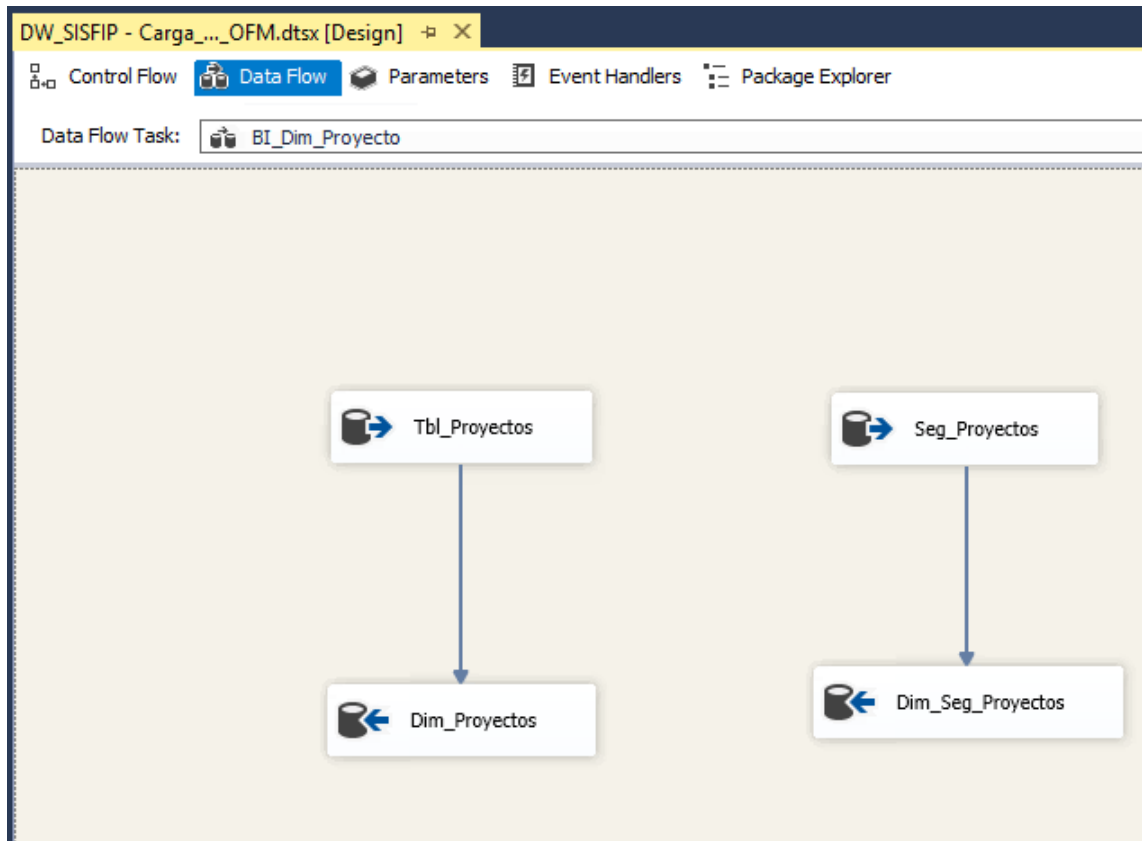 DW_SISFIP - Carga_..._OFM.dtsx [Design]
Control Flow Data Flow Parameters Event Handlers Package Explorer
Data Flow Task: BI_Dim_Proyecto
Tbl_Proyectos Seg_Proyectos
Dim_Proyectos Dim_Seg_Proyectos